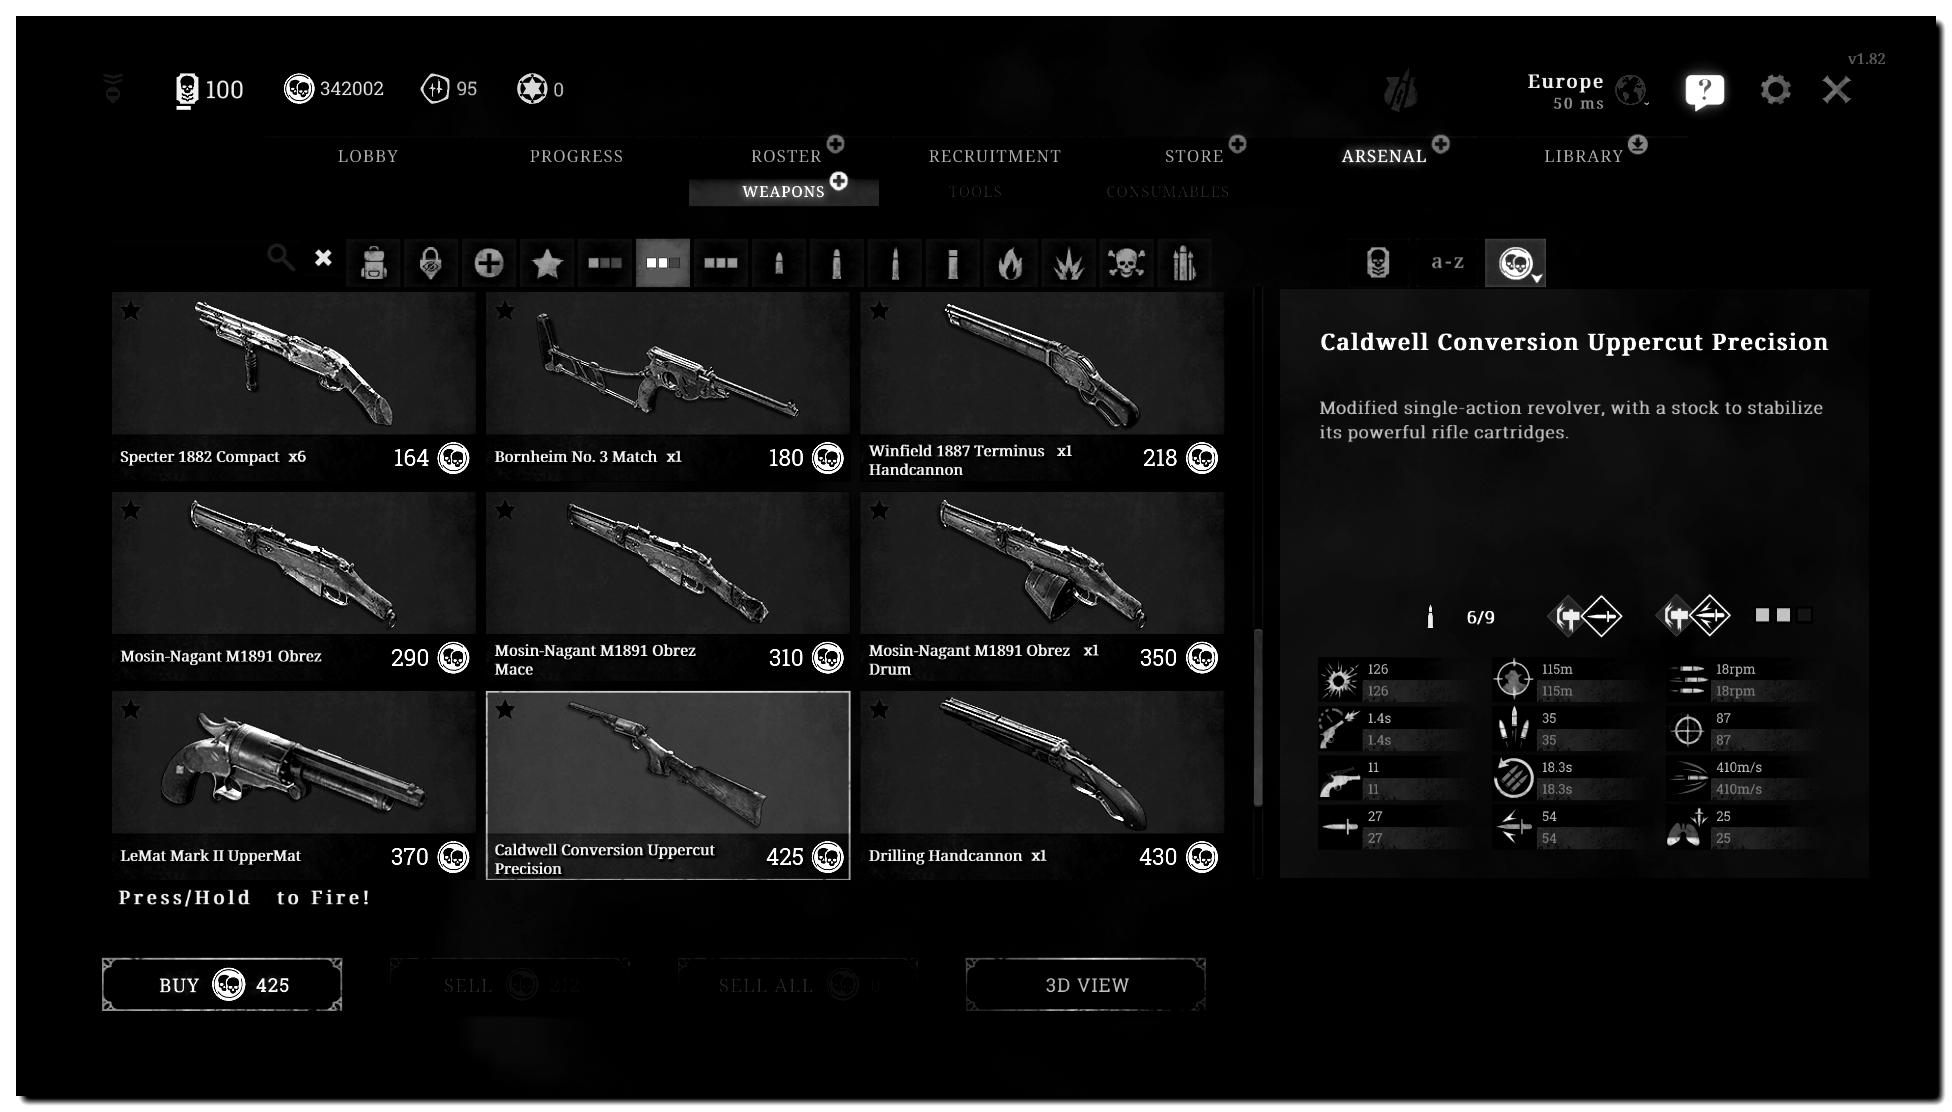 v1.82
100
342002
95
0
Europe
50 ms
?
LOBBY
PROGRESS
ROSTER
RECRUITMENT
STORE
ARSENAL
LIBRARY
WEAPONS
TOOLS
CONSUMABLES
a-z
Specter 1882 Compact x6
164
Bornheim No. 3 Match x1
180
Winfield 1887 Terminus x1
Handcannon
218
Mosin-Nagant M1891 Obrez
290
Mosin-Nagant M1891 Obrez
Mace
310
Mosin-Nagant M1891 Obrez x1
Drum
350
LeMat Mark II UpperMat
370
Caldwell Conversion Uppercut
Precision
425
Drilling Handcannon x1
430
Press/Hold to Fire!
BUY 425
SELL 212
SELL ALL 0
3D VIEW
Caldwell Conversion Uppercut Precision
Modified single-action revolver, with a stock to stabilize
its powerful rifle cartridges.
6/9
126
126
115m
115m
18rpm
18rpm
1.4s
1.4s
35
35
87
87
11
11
18.3s
18.3s
410m/s
410m/s
27
27
54
54
25
25